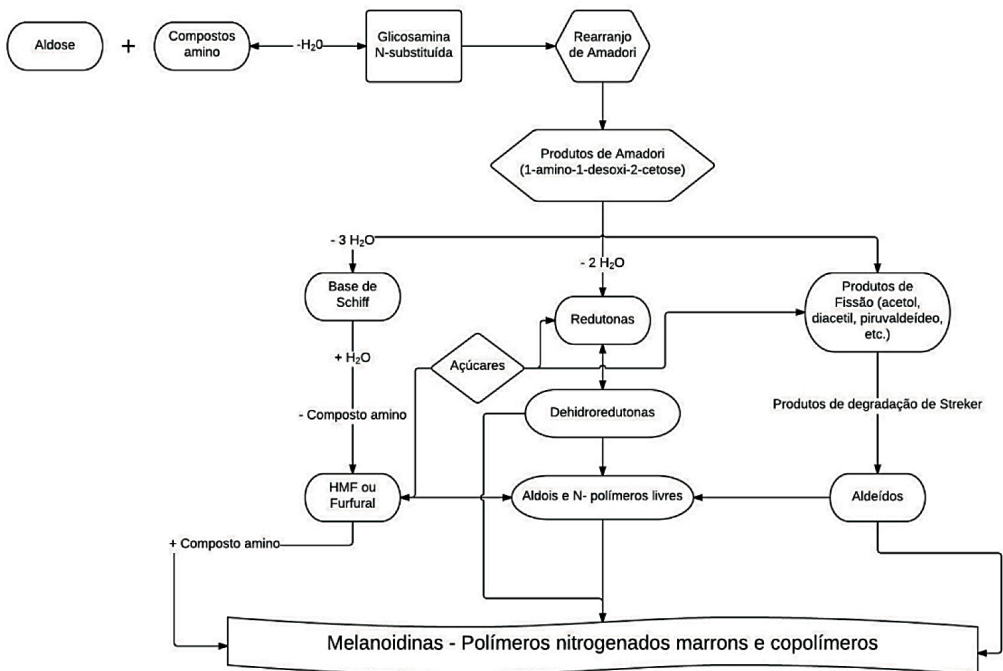 Aldose
+
Compostos
amino
-H₂0
Glicosamina
N-substituída
Rearranjo
de Amadori
Produtos de Amadori
(1-amino-1-desoxi-2-cetose)
- 3 H₂O
- 2 H₂O
Base de
Schiff
Redutonas
Produtos de
Fissão (acetol,
diacetil, piruvaldeídeo,
etc.)
+ H₂O
Açúcares
- Composto amino
Dehidroredutonas
Produtos de degradação de Streker
HMF ou
Furfural
Aldois e N- polímeros livres
Aldeídos
+ Composto amino
Melanoidinas - Polímeros nitrogenados marrons e copolímeros